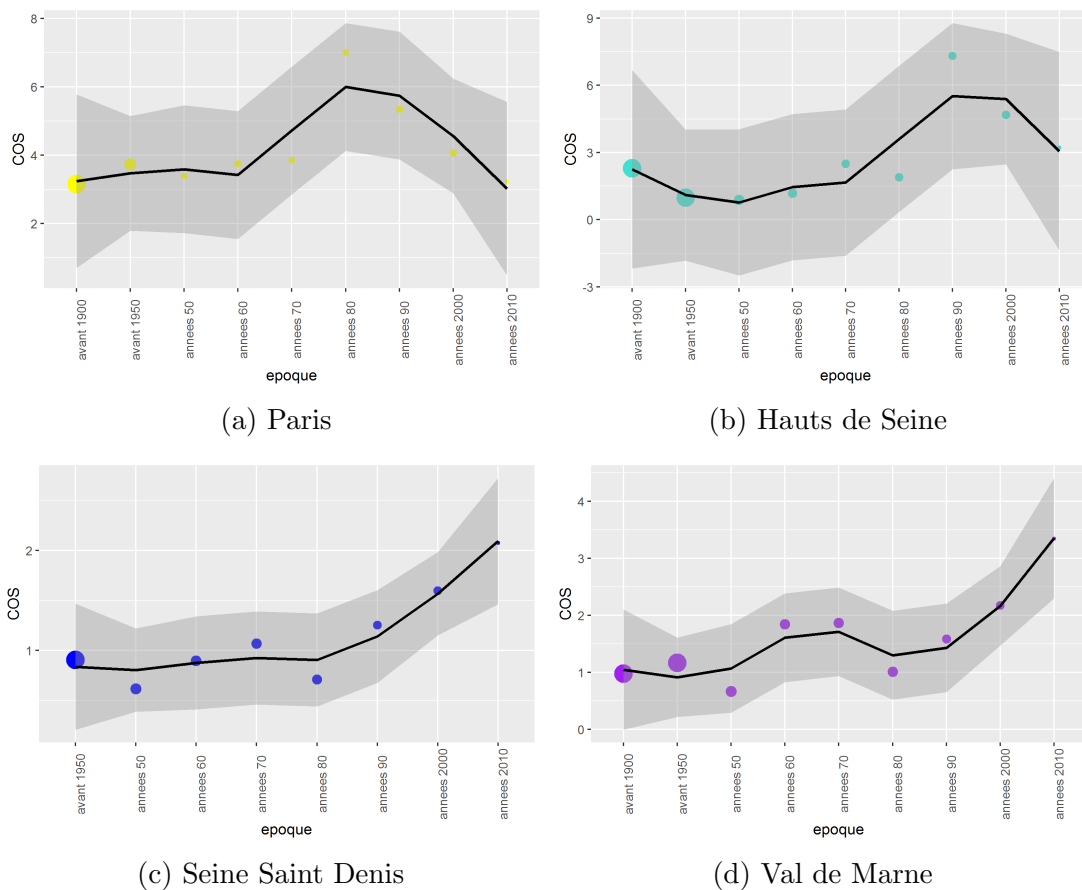 8
6
4
2
COS
avant 1900
avant 1950
annees 50
annees 60
annees 70
annees 80
annees 90
annees 2000
annees 2010
epoque
(a) Paris
9
6
3
0
-3
COS
avant 1900
avant 1950
annees 50
annees 60
annees 70
annees 80
annees 90
annees 2000
annees 2010
epoque
(b) Hauts de Seine
2
1
COS
avant 1950
annees 50
annees 60
annees 70
annees 80
annees 90
annees 2000
annees 2010
epoque
(c) Seine Saint Denis
4
3
2
1
0
COS
avant 1900
avant 1950
annees 50
annees 60
annees 70
annees 80
annees 90
annees 2000
annees 2010
epoque
(d) Val de Marne